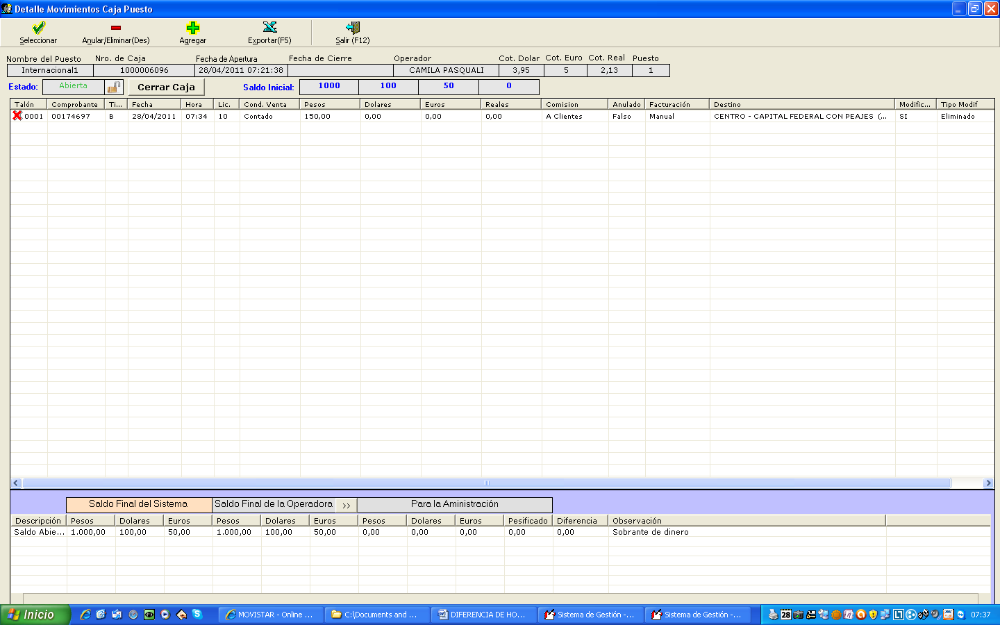 Detalle Movimientos Caja Puesto
Seleccionar Anular/Eliminar(Des) Agregar Exportar(F5) Salir (F12)
Nombre del Puesto Nro. de Caja Fecha de Apertura Fecha de Cierre Operador Cot. Dolar Cot. Euro Cot. Real Puesto
Internacional1 1000006096 28/04/2011 07:21:38 CAMILA PASQUALI 3,95 5 2,13 1
Estado: Abierta Cerrar Caja Saldo Inicial: 1000 100 50 0
Talón Comprobante Ti... Fecha Hora Lic. Cond. Venta Pesos Dolares Euros Reales Comision Anulado Facturación Destino Modific... Tipo Modif
0001 00174697 B 28/04/2011 07:34 10 Contado 150,00 0,00 0,00 0,00 A Clientes Falso Manual CENTRO - CAPITAL FEDERAL CON PEAJES (... SI Eliminado
Saldo Final del Sistema Saldo Final de la Operadora >> Para la Aministración
Descripción Pesos Dolares Euros Pesos Dolares Euros Pesos Dolares Euros Pesificado Diferencia Observación
Saldo Abie... 1.000,00 100,00 50,00 1.000,00 100,00 50,00 0,00 0,00 0,00 0,00 0,00 Sobrante de dinero
Inicio MOVISTAR - Online ... C:\Documents and ... DIFERENCIA DE HO... Sistema de Gestión -... Sistema de Gestión -... 28 07:37